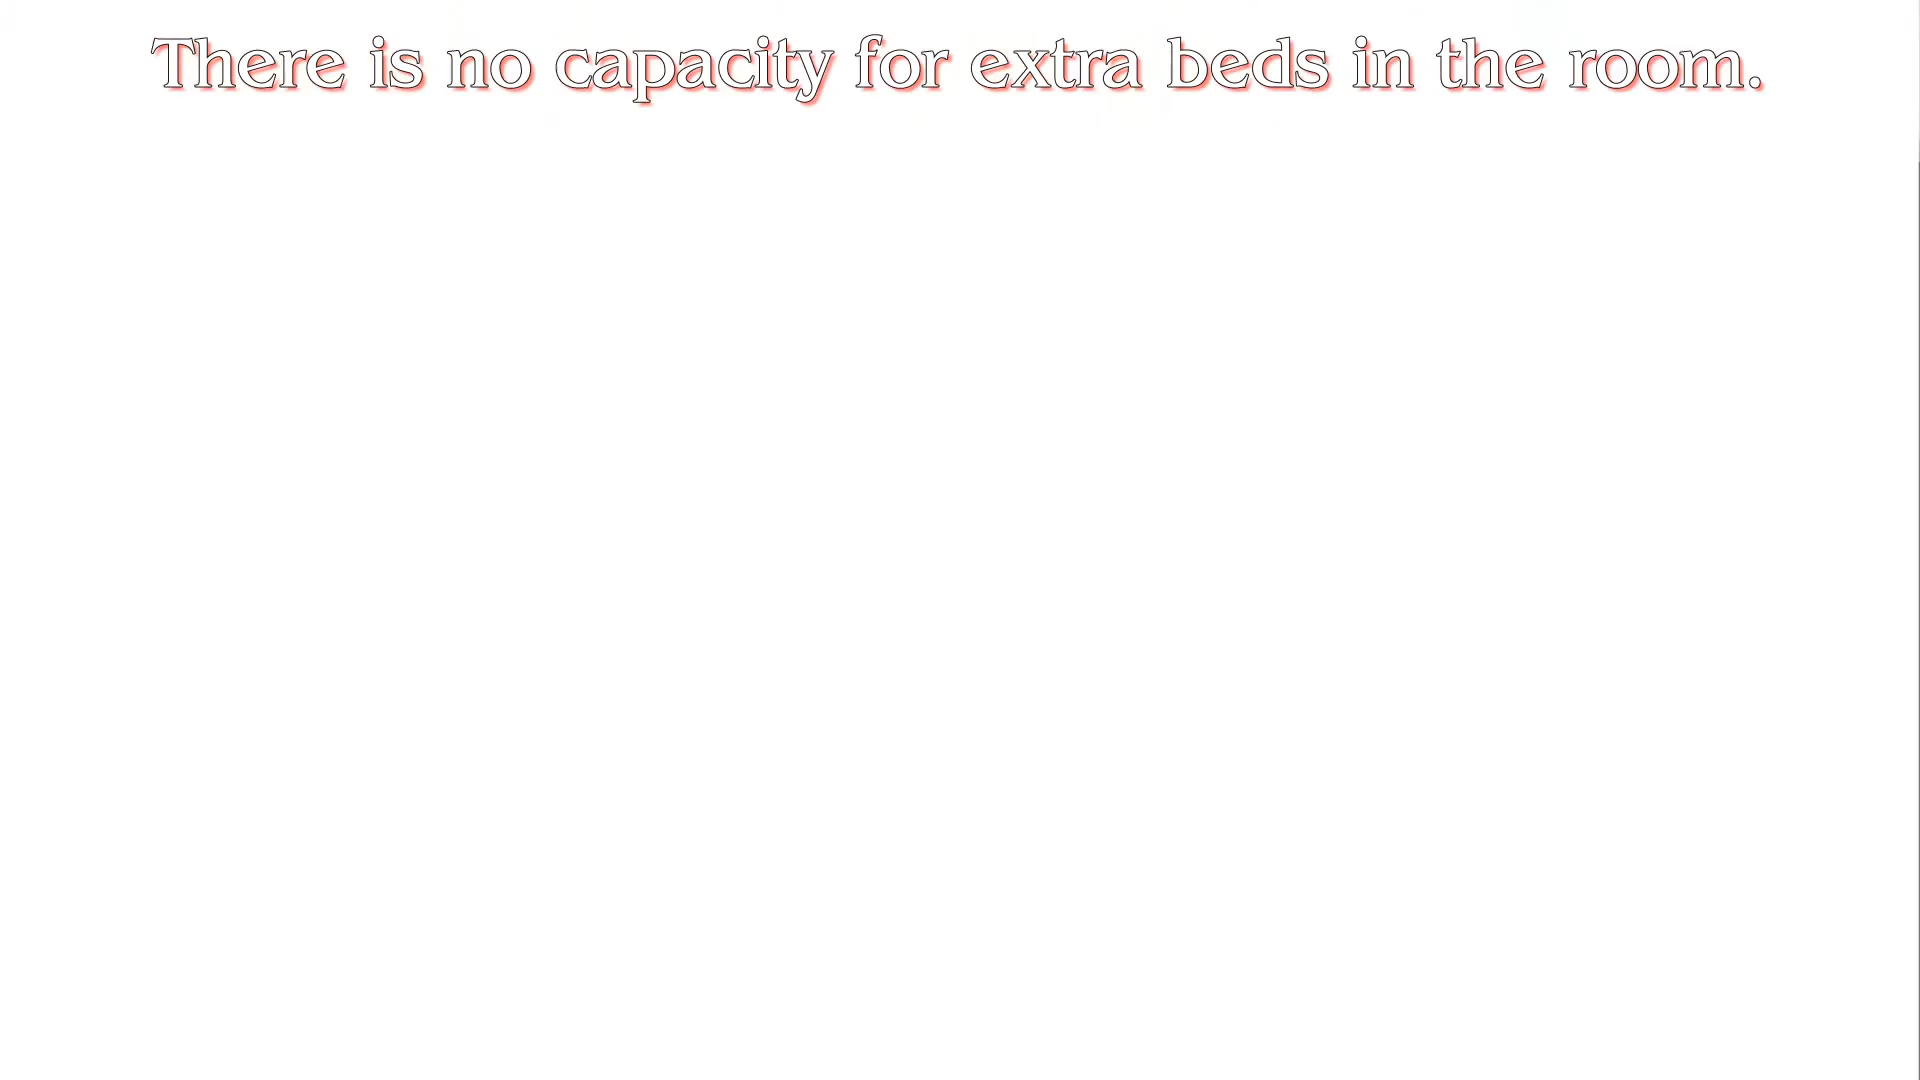 There is no capacity for extra beds in the room.